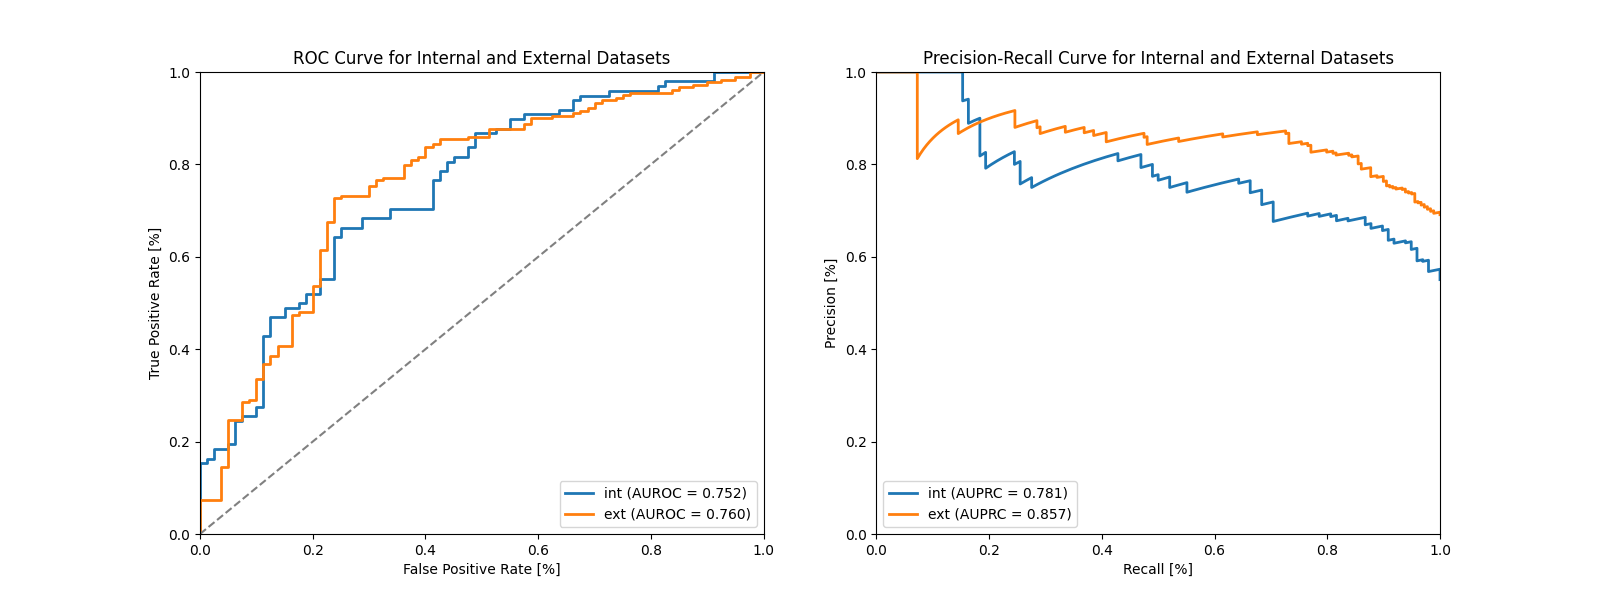 ROC Curve for Internal and External Datasets
1.0
0.8
0.6
0.4
0.2
0.0
True Positive Rate [%]
0.0 0.2 0.4 0.6 0.8 1.0
False Positive Rate [%]
int (AUROC = 0.752)
ext (AUROC = 0.760)
Precision-Recall Curve for Internal and External Datasets
1.0
0.8
0.6
0.4
0.2
0.0
Precision [%]
0.0 0.2 0.4 0.6 0.8 1.0
Recall [%]
int (AUPRC = 0.781)
ext (AUPRC = 0.857)